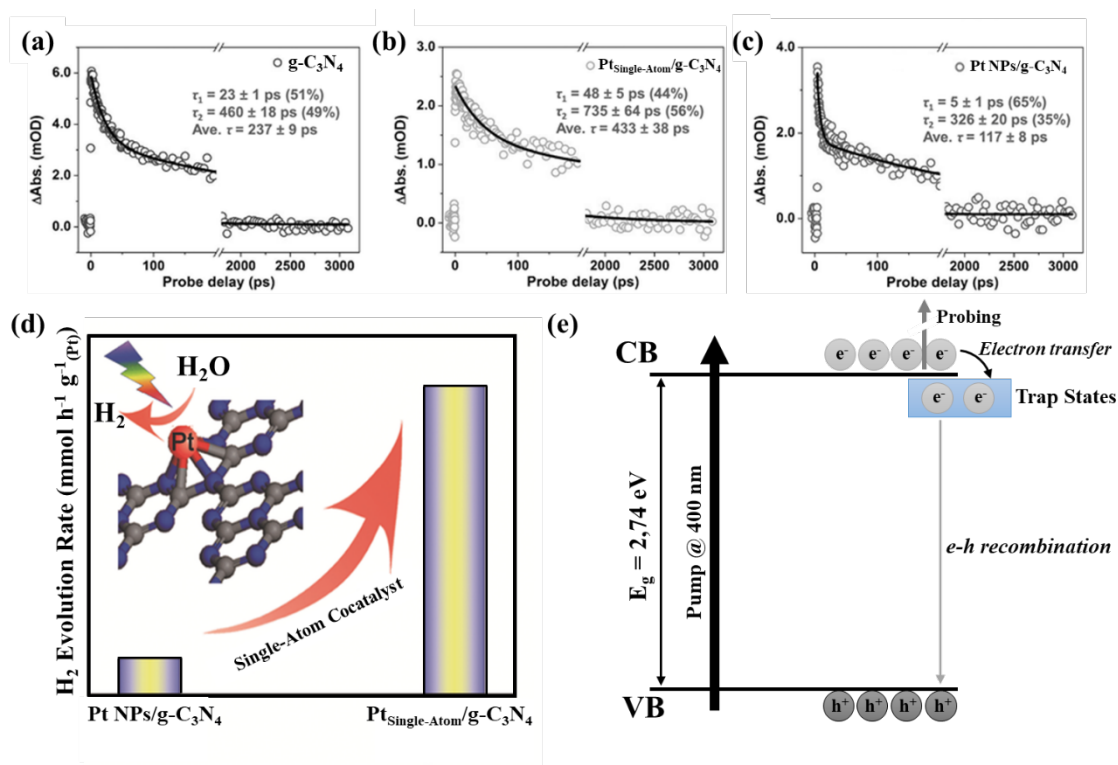 (a)
g-C₃N₄
τ₁ = 23 ± 1 ps (51%)
τ₂ = 460 ± 18 ps (49%)
Ave. τ = 237 ± 9 ps
ΔAbs. (mOD)
6.0
4.0
2.0
0.0
0 100 2000 3000
Probe delay (ps)
(b)
Pt_Single-Atom/g-C₃N₄
τ₁ = 48 ± 5 ps (44%)
τ₂ = 735 ± 64 ps (56%)
Ave. τ = 433 ± 38 ps
ΔAbs. (mOD)
3.0
2.0
1.0
0.0
0 100 2000 3000
Probe delay (ps)
(c)
Pt NPs/g-C₃N₄
τ₁ = 5 ± 1 ps (65%)
τ₂ = 326 ± 20 ps (35%)
Ave. τ = 117 ± 8 ps
ΔAbs. (mOD)
4.0
2.0
0.0
0 100 2000 3000
Probe delay (ps)
(d)
H₂ Evolution Rate (mmol h⁻¹ g⁻¹(Pt))
H₂O
H₂
Pt
Single-Atom Cocatalyst
Pt NPs/g-C₃N₄
Pt_Single-Atom/g-C₃N₄
(e)
Probing
CB
e⁻ e⁻ e⁻ e⁻
Electron transfer
e⁻ e⁻
Trap States
E_g = 2,74 eV
Pump @ 400 nm
e-h recombination
VB
h⁺ h⁺ h⁺ h⁺